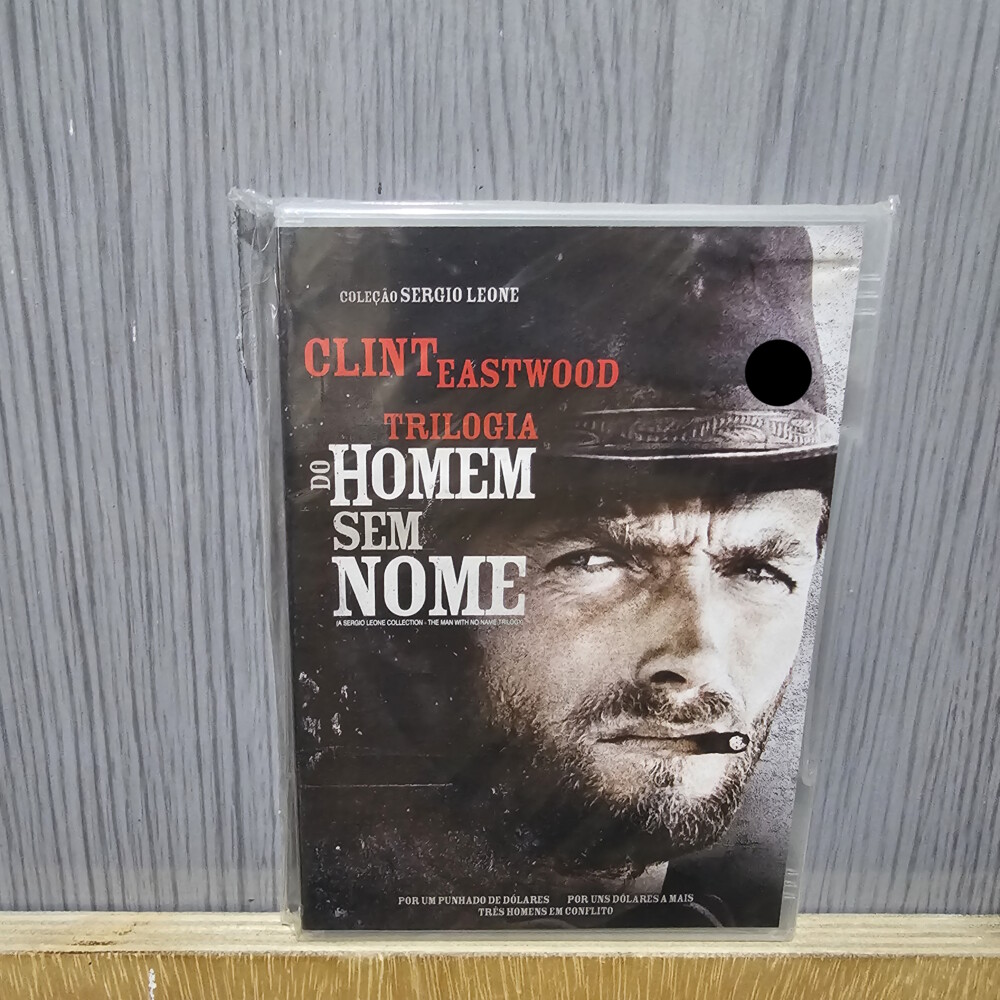 COLEÇÃO SERGIO LEONE
CLINT EASTWOOD
TRILOGIA
DO HOMEM
SEM
NOME
(A SERGIO LEONE COLLECTION - THE MAN WITH NO NAME TRILOGY)
POR UM PUNHADO DE DÓLARES POR UNS DÓLARES A MAIS
TRÊS HOMENS EM CONFLITO